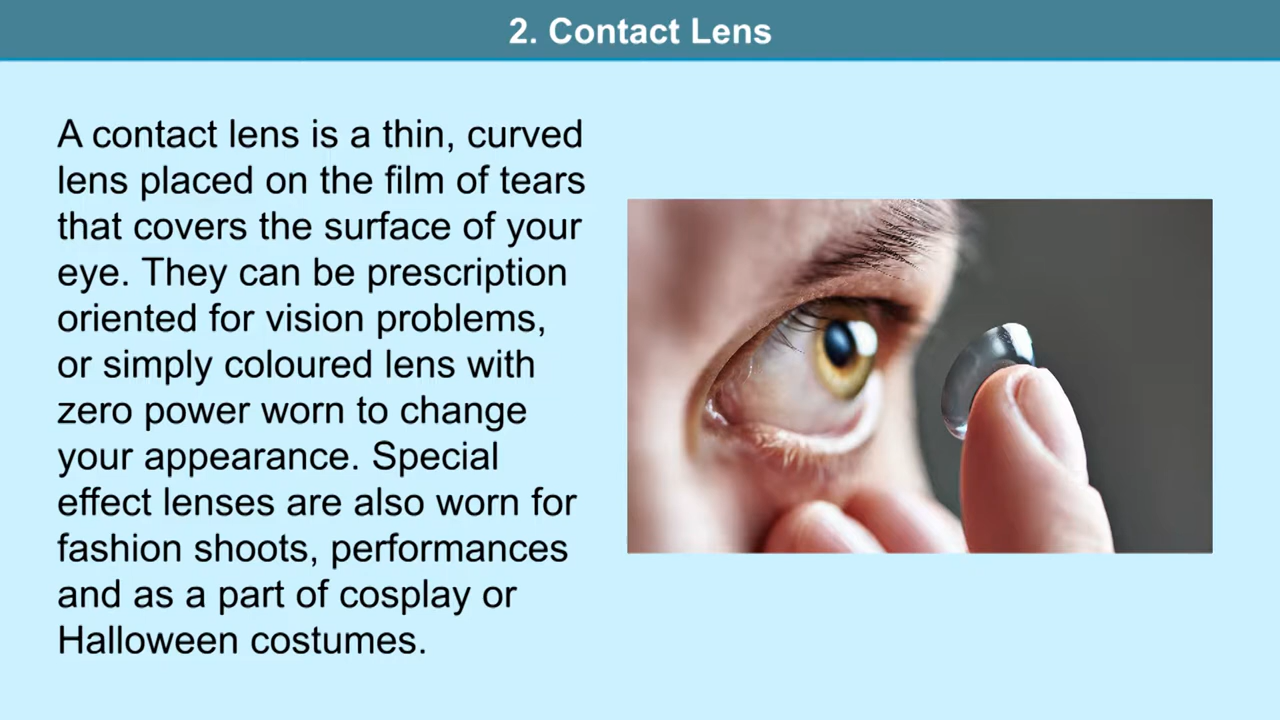 2. Contact Lens
A contact lens is a thin, curved
lens placed on the film of tears
that covers the surface of your
eye. They can be prescription
oriented for vision problems,
or simply coloured lens with
zero power worn to change
your appearance. Special
effect lenses are also worn for
fashion shoots, performances
and as a part of cosplay or
Halloween costumes.